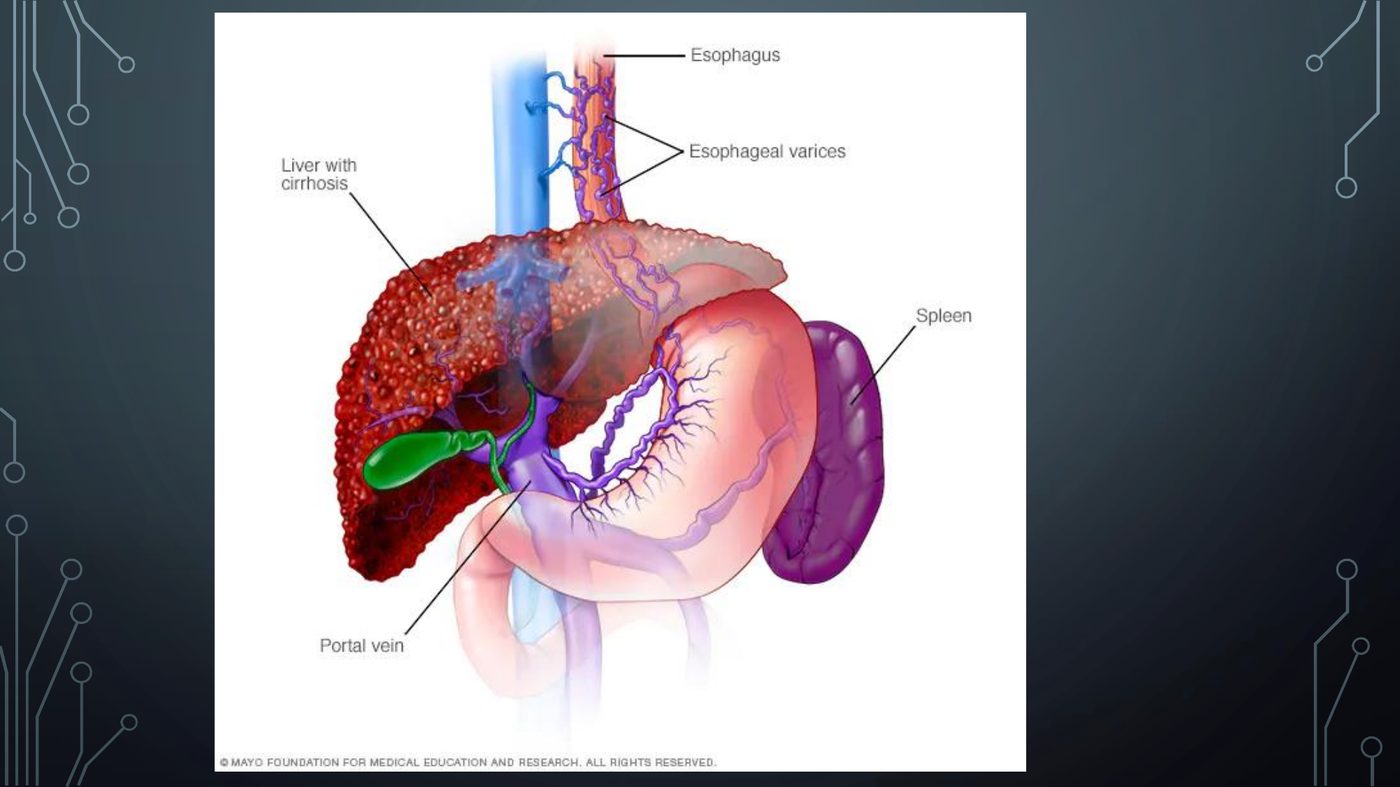 Esophagus
Esophageal varices
Liver with
cirrhosis
Spleen
Portal vein
© MAYO FOUNDATION FOR MEDICAL EDUCATION AND RESEARCH. ALL RIGHTS RESERVED.